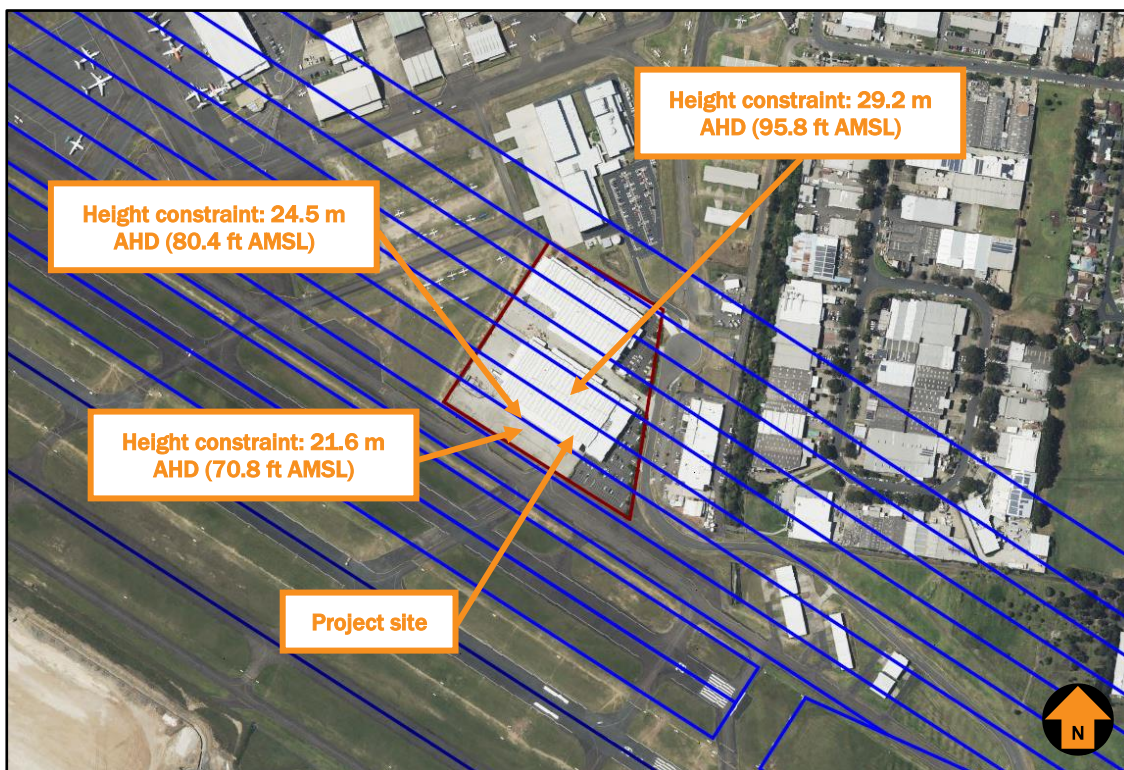 Height constraint: 29.2 m
AHD (95.8 ft AMSL)
Height constraint: 24.5 m
AHD (80.4 ft AMSL)
Height constraint: 21.6 m
AHD (70.8 ft AMSL)
Project site
N